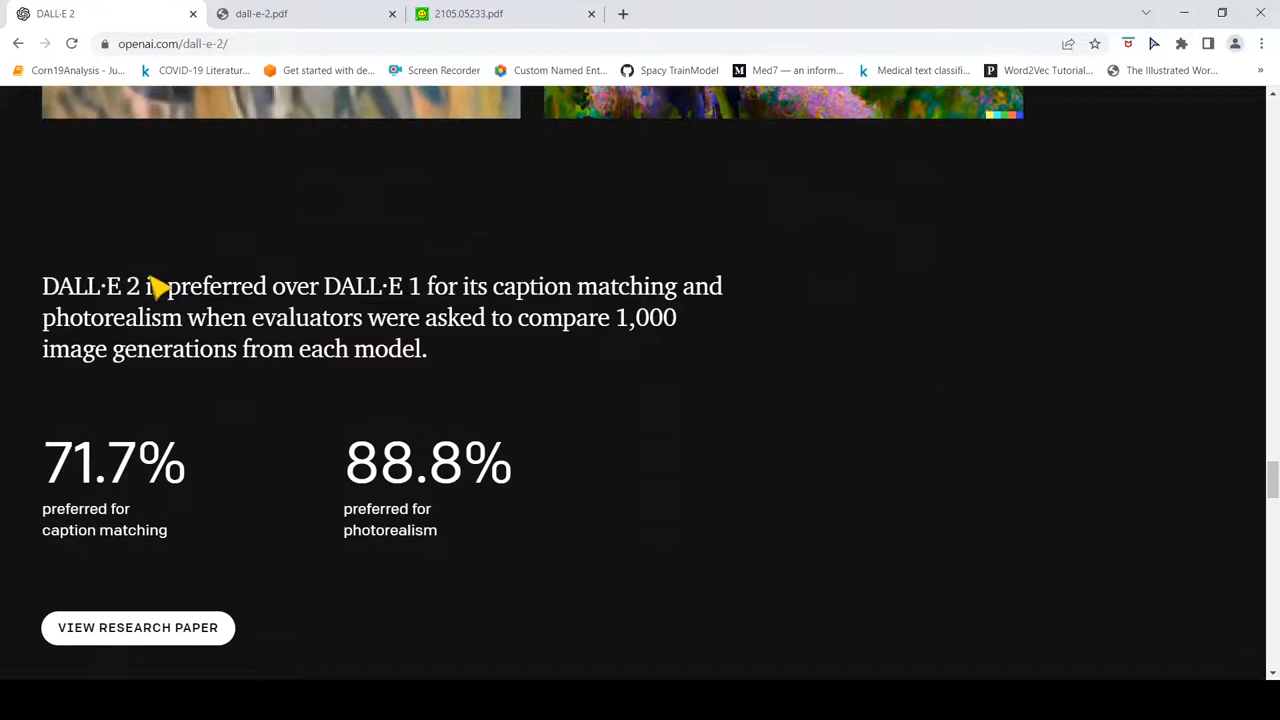 DALL·E 2
dall-e-2.pdf
2105.05233.pdf
openai.com/dall-e-2/
Corn19Analysis - Ju...
COVID-19 Literatur...
Get started with de...
Screen Recorder
Custom Named Ent...
Spacy TrainModel
Med7 — an inform...
Medical text classifi...
Word2Vec Tutorial...
The Illustrated Wor...
»
DALL·E 2 is preferred over DALL·E 1 for its caption matching and
photorealism when evaluators were asked to compare 1,000
image generations from each model.
71.7%
preferred for
caption matching
88.8%
preferred for
photorealism
VIEW RESEARCH PAPER